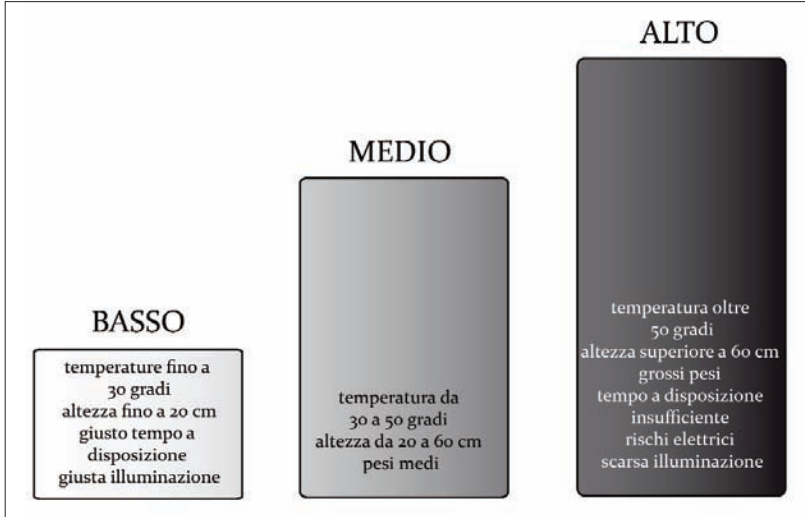 BASSO
temperature fino a
30 gradi
altezza fino a 20 cm
giusto tempo a
disposizione
giusta illuminazione
MEDIO
temperatura da
30 a 50 gradi
altezza da 20 a 60 cm
pesi medi
ALTO
temperatura oltre
50 gradi
altezza superiore a 60 cm
grossi pesi
tempo a disposizione
insufficiente
rischi elettrici
scarsa illuminazione